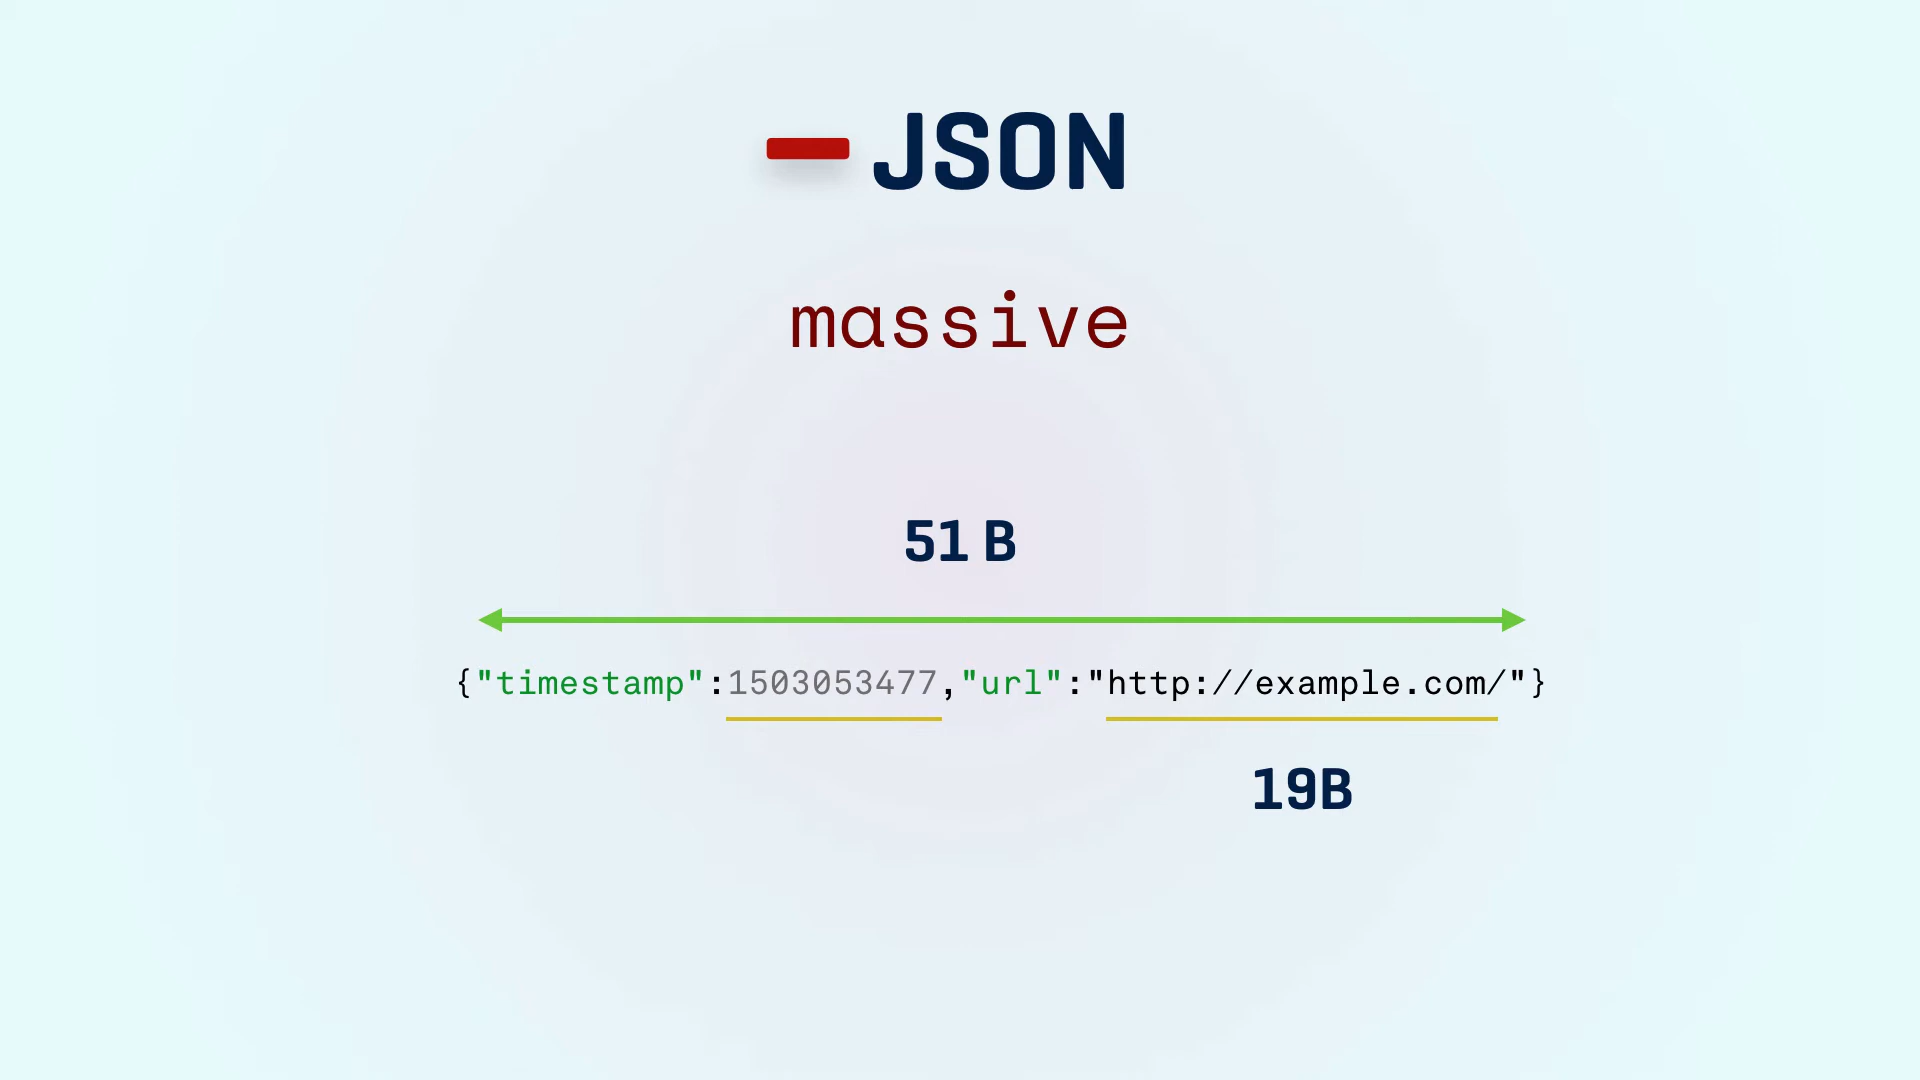 JSON
massive
51 B
{"timestamp":1503053477,"url":"http://example.com/"}
19B